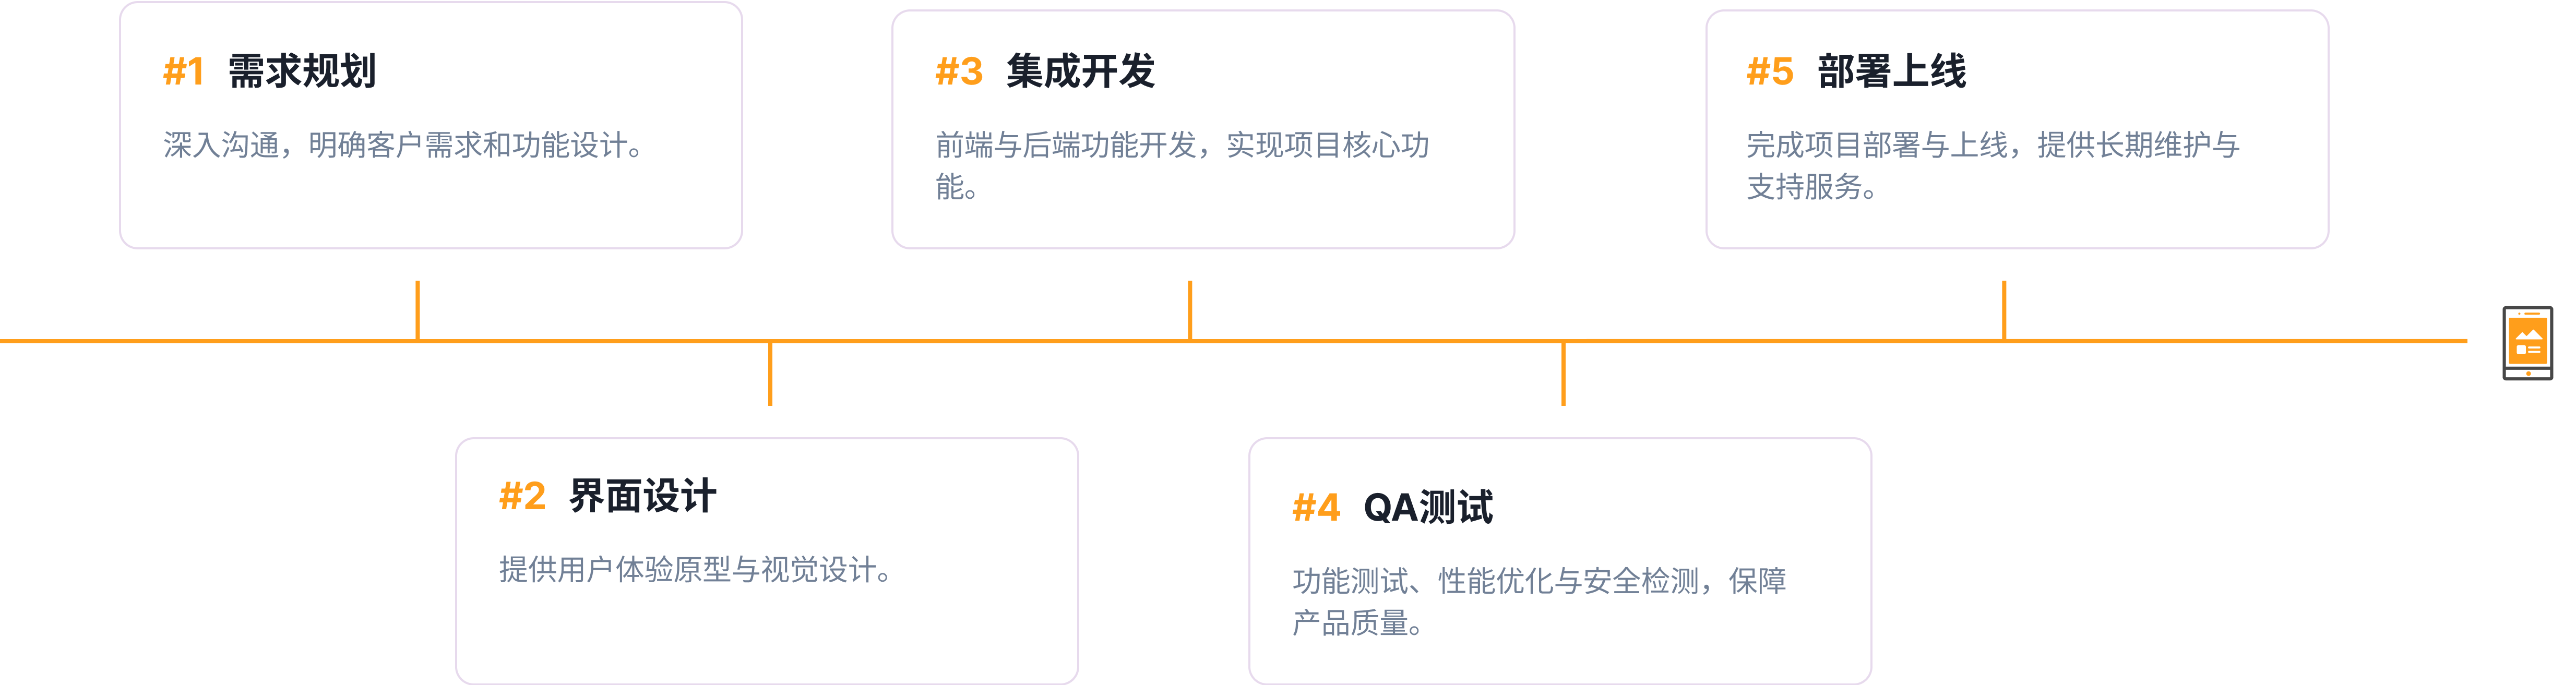 #1 需求规划
深入沟通，明确客户需求和功能设计。
#2 界面设计
提供用户体验原型与视觉设计。
#3 集成开发
前端与后端功能开发，实现项目核心功
能。
#4 QA测试
功能测试、性能优化与安全检测，保障
产品质量。
#5 部署上线
完成项目部署与上线，提供长期维护与
支持服务。